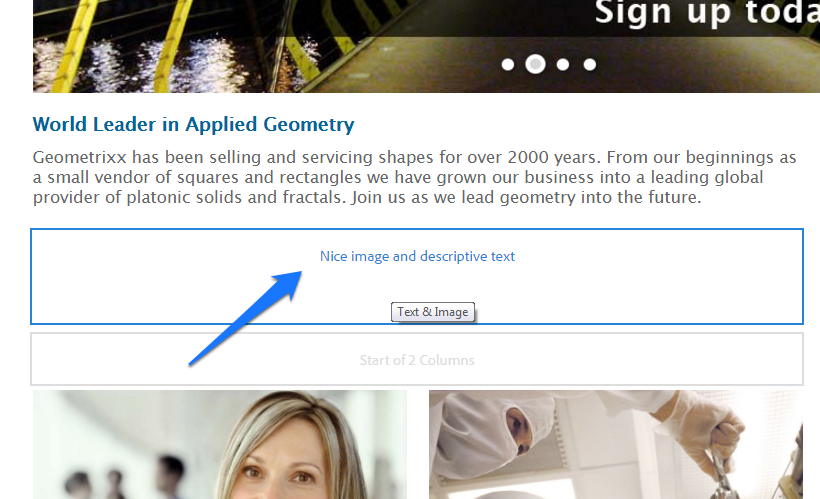 Sign up toda
World Leader in Applied Geometry
Geometrixx has been selling and servicing shapes for over 2000 years. From our beginnings as
a small vendor of squares and rectangles we have grown our business into a leading global
provider of platonic solids and fractals. Join us as we lead geometry into the future.
Nice image and descriptive text
Text & Image
Start of 2 Columns